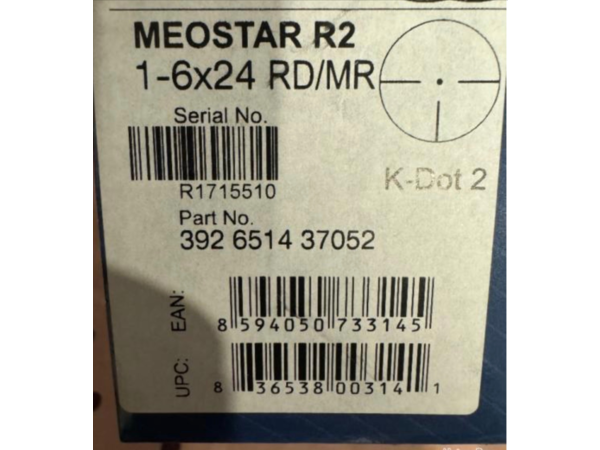 MEOSTAR R2
1-6x24 RD/MR
Serial No.
R1715510
K-Dot 2
Part No.
392 6514 37052
EAN:
8 594050 733145
UPC:
8 36538 00314 1